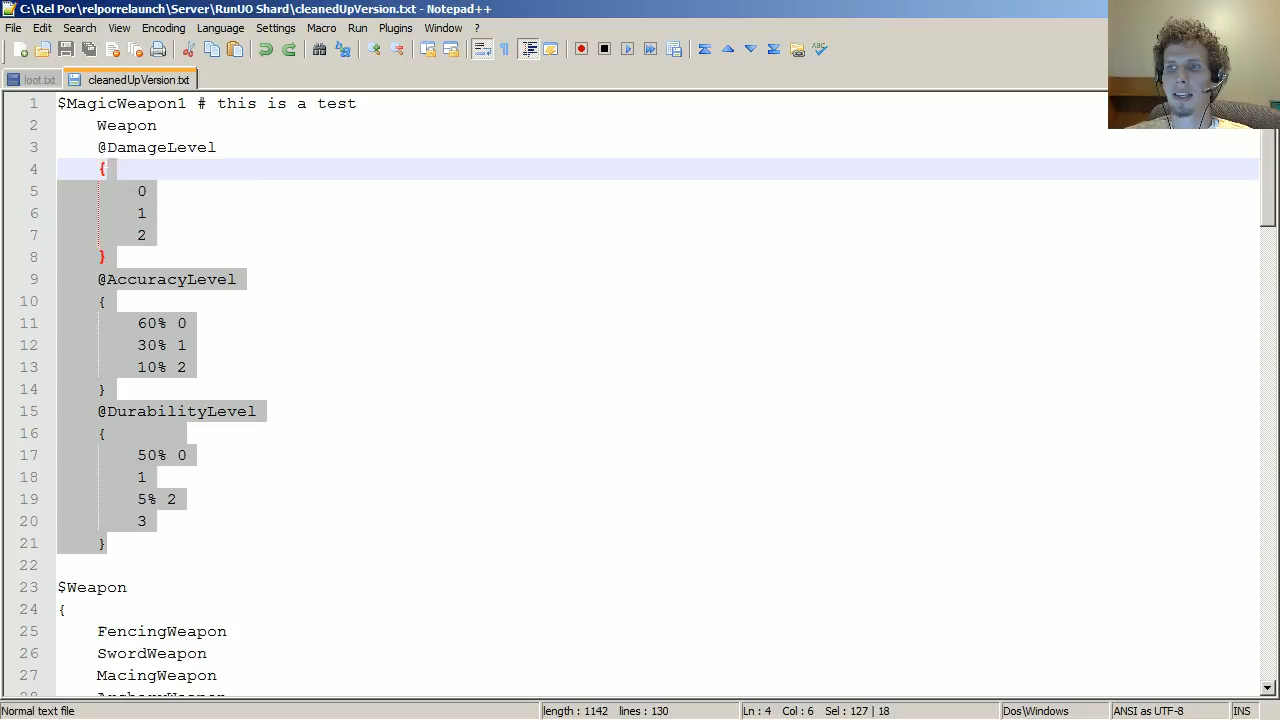 C:\Rel Por\relporrelaunch\Server\RunUO Shard\cleanedUpVersion.txt - Notepad++
File Edit Search View Encoding Language Settings Macro Run Plugins Window ?
loot.txt cleanedUpVersion.txt
1 $MagicWeapon1 # this is a test
2 Weapon
3 @DamageLevel
4 {
5 0
6 1
7 2
8 }
9 @AccuracyLevel
10 {
11 60% 0
12 30% 1
13 10% 2
14 }
15 @DurabilityLevel
16 {
17 50% 0
18 1
19 5% 2
20 3
21 }
22
23 $Weapon
24 {
25 FencingWeapon
26 SwordWeapon
27 MacingWeapon
Normal text file length : 1142 lines : 130 Ln : 4 Col : 6 Sel : 127 | 18 Dos\Windows ANSI as UTF-8 INS